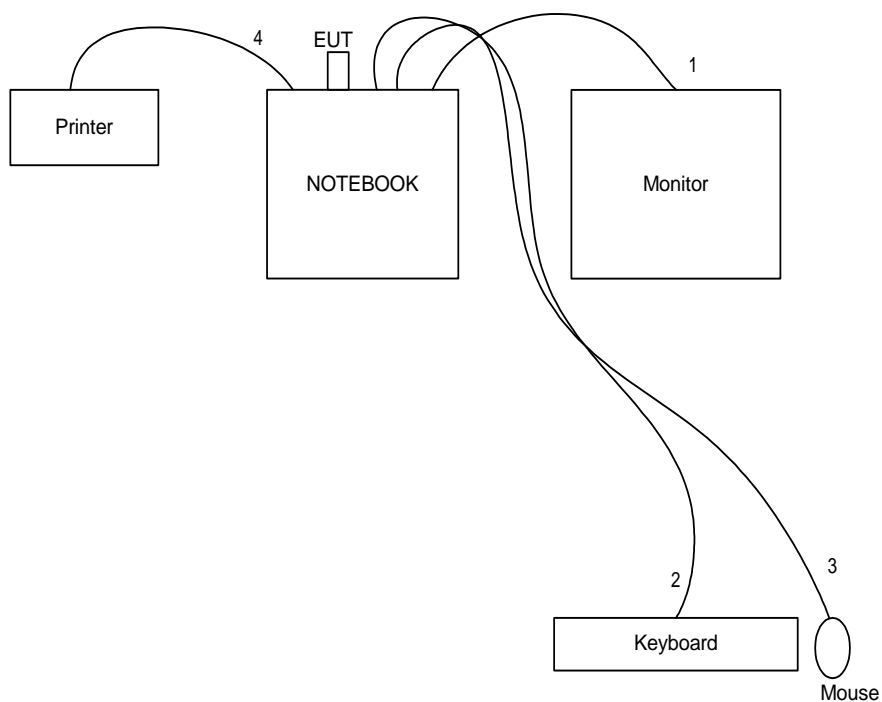 4
EUT
1
Printer
NOTEBOOK
Monitor
2
3
Keyboard
Mouse